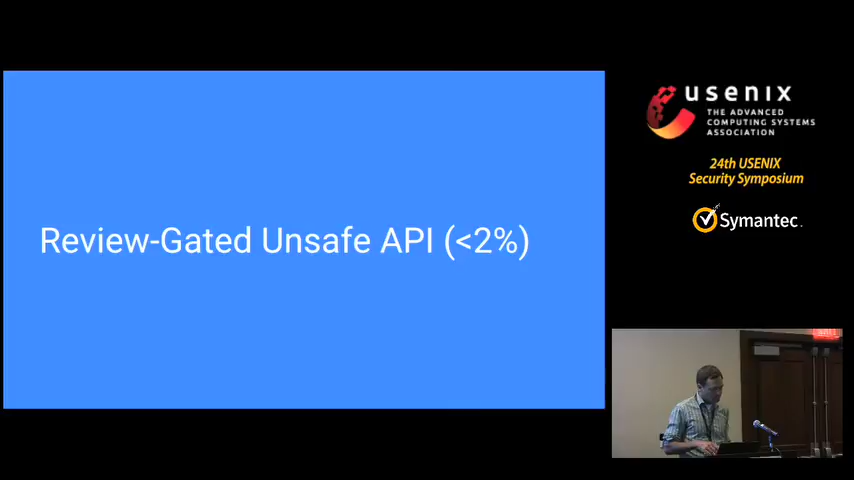 Review-Gated Unsafe API (<2%)
usenix
THE ADVANCED
COMPUTING SYSTEMS
ASSOCIATION
24th USENIX
Security Symposium
Symantec.